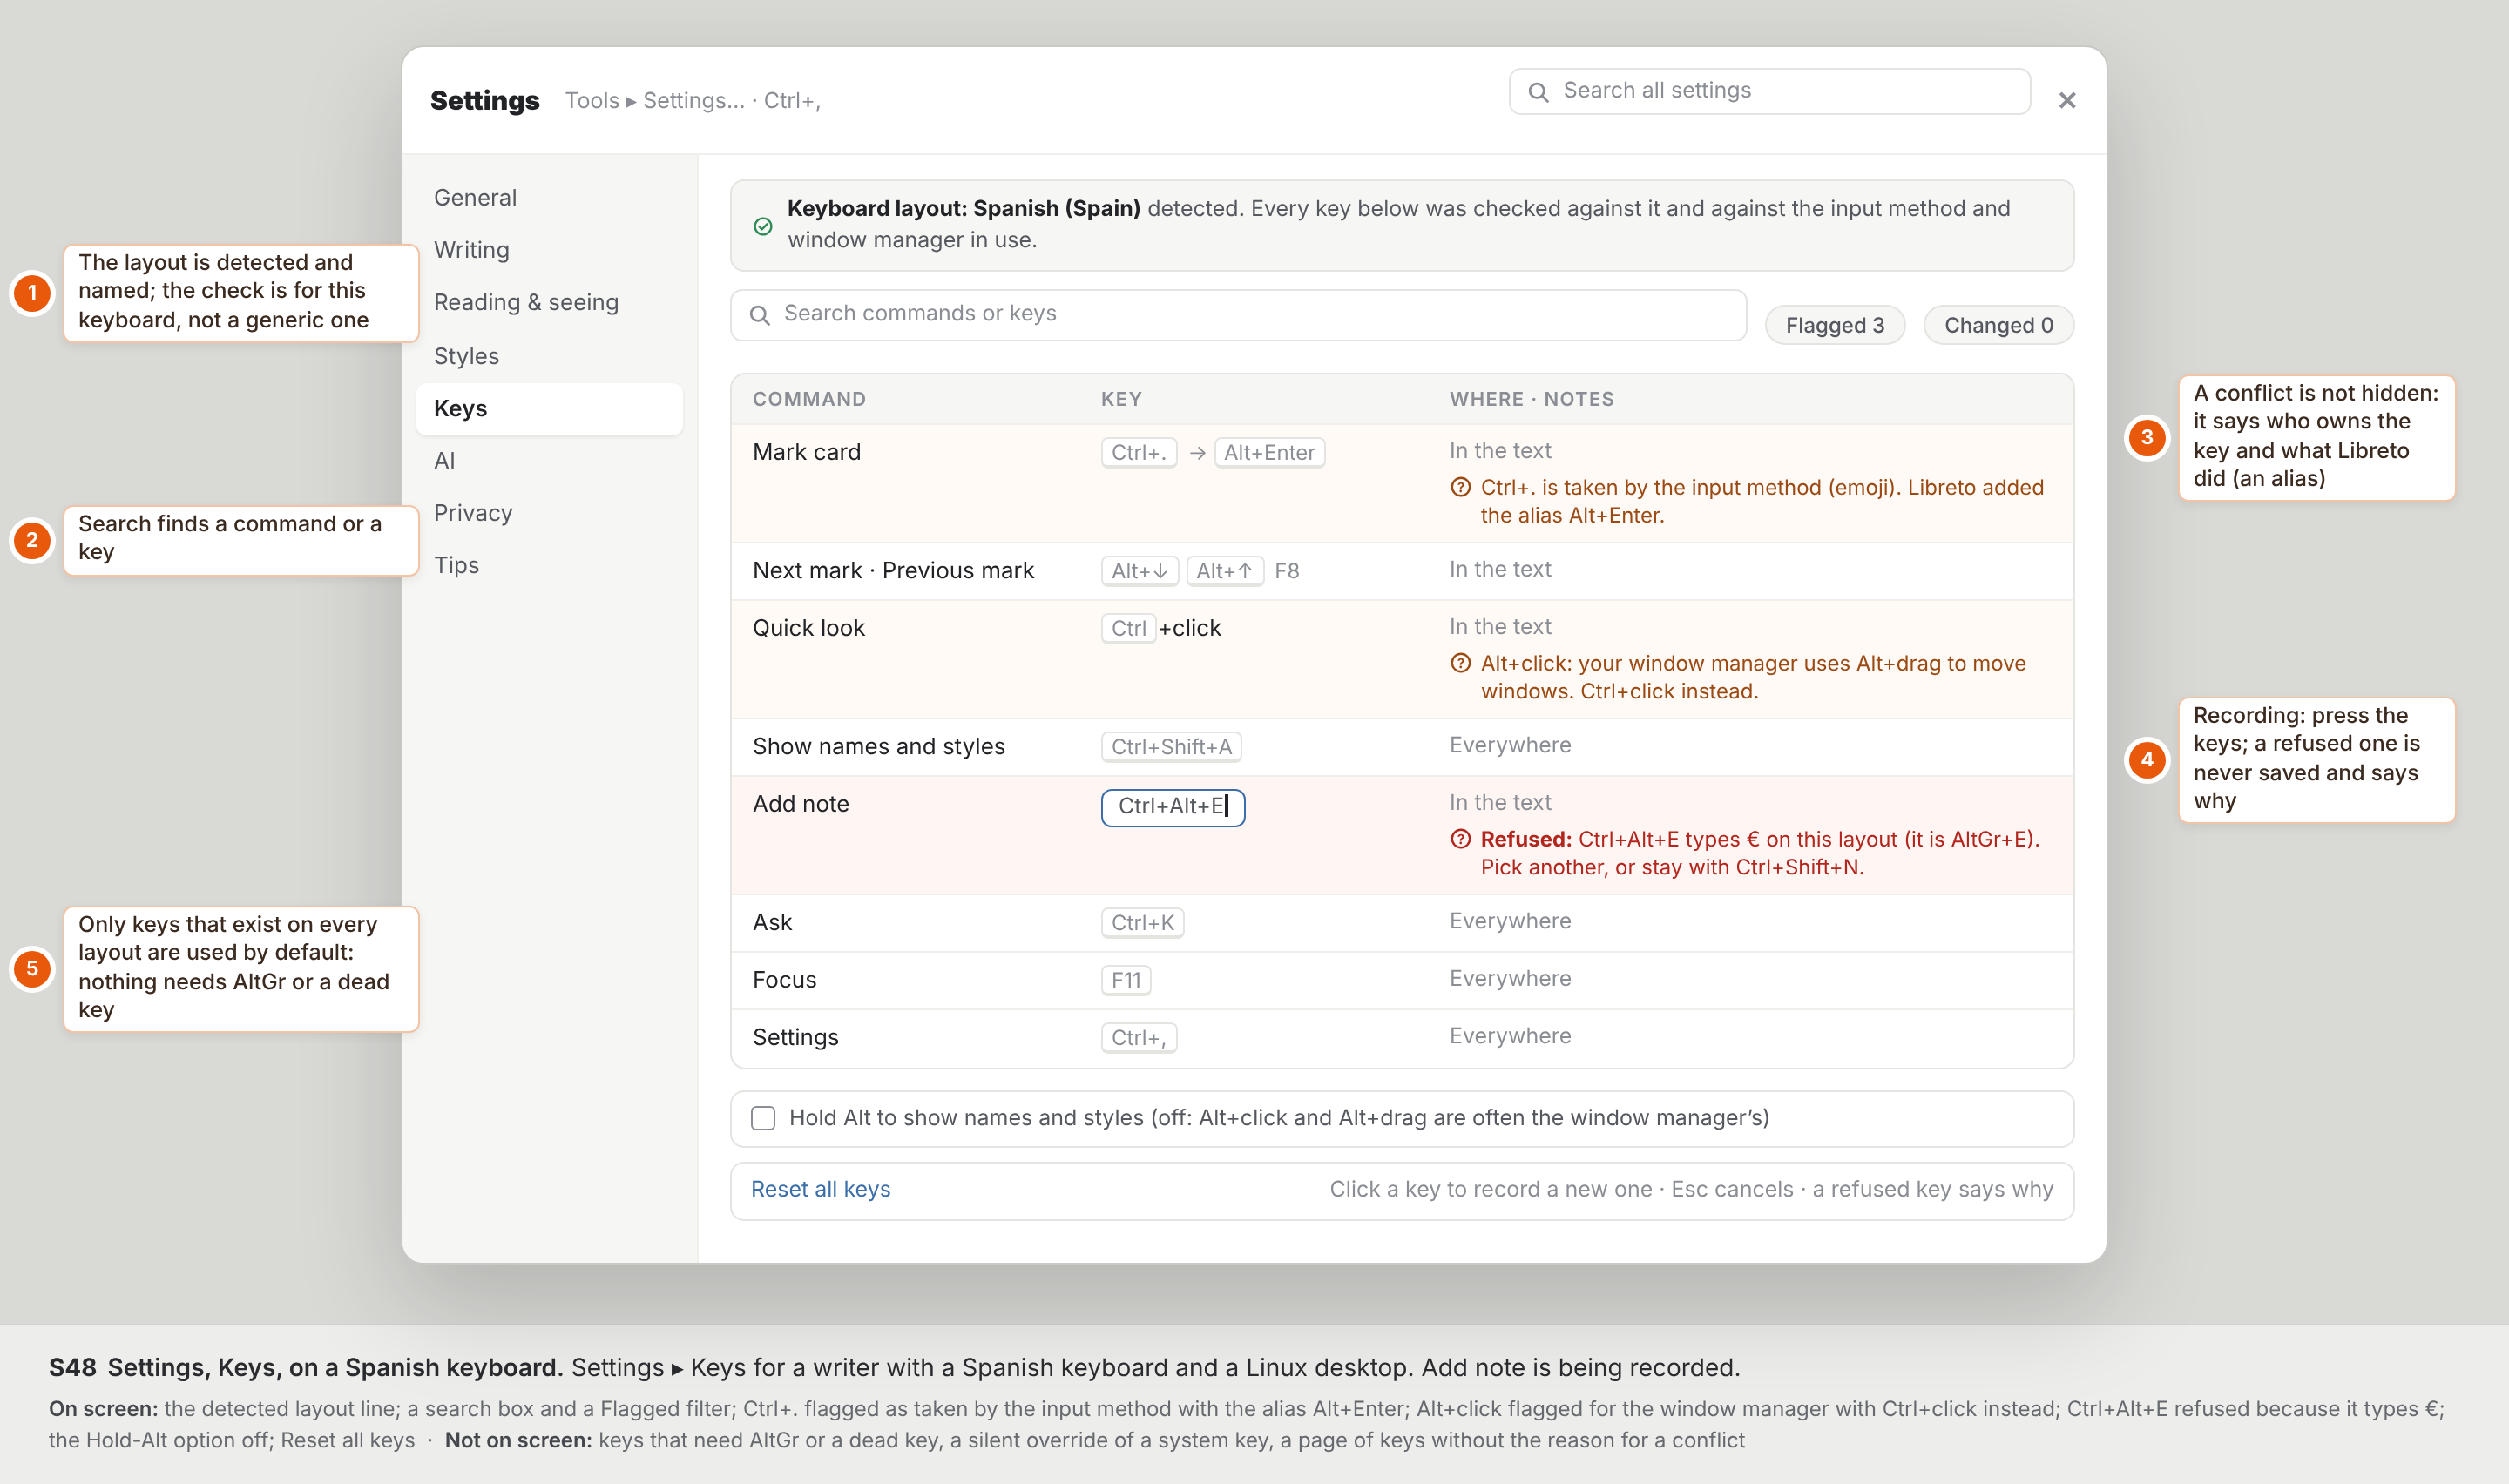 Settings Tools ▸ Settings... · Ctrl+,
Search all settings
General
Writing
Reading & seeing
Styles
Keys
AI
Privacy
Tips
Keyboard layout: Spanish (Spain) detected. Every key below was checked against it and against the input method and
window manager in use.
Search commands or keys
Flagged 3
Changed 0
COMMAND KEY WHERE · NOTES
Mark card Ctrl+. → Alt+Enter In the text
Ctrl+. is taken by the input method (emoji). Libreto added
the alias Alt+Enter.
Next mark · Previous mark Alt+↓ Alt+↑ F8 In the text
Quick look Ctrl+click In the text
Alt+click: your window manager uses Alt+drag to move
windows. Ctrl+click instead.
Show names and styles Ctrl+Shift+A Everywhere
Add note Ctrl+Alt+E In the text
Refused: Ctrl+Alt+E types € on this layout (it is AltGr+E).
Pick another, or stay with Ctrl+Shift+N.
Ask Ctrl+K Everywhere
Focus F11 Everywhere
Settings Ctrl+, Everywhere
Hold Alt to show names and styles (off: Alt+click and Alt+drag are often the window manager’s)
Reset all keys Click a key to record a new one · Esc cancels · a refused key says why
1
The layout is detected and
named; the check is for this
keyboard, not a generic one
2
Search finds a command or a
key
3
A conflict is not hidden:
it says who owns the
key and what Libreto
did (an alias)
4
Recording: press the
keys; a refused one is
never saved and says
why
5
Only keys that exist on every
layout are used by default:
nothing needs AltGr or a dead
key
S48 Settings, Keys, on a Spanish keyboard. Settings ▸ Keys for a writer with a Spanish keyboard and a Linux desktop. Add note is being recorded.
On screen: the detected layout line; a search box and a Flagged filter; Ctrl+. flagged as taken by the input method with the alias Alt+Enter; Alt+click flagged for the window manager with Ctrl+click instead; Ctrl+Alt+E refused because it types €;
the Hold-Alt option off; Reset all keys · Not on screen: keys that need AltGr or a dead key, a silent override of a system key, a page of keys without the reason for a conflict